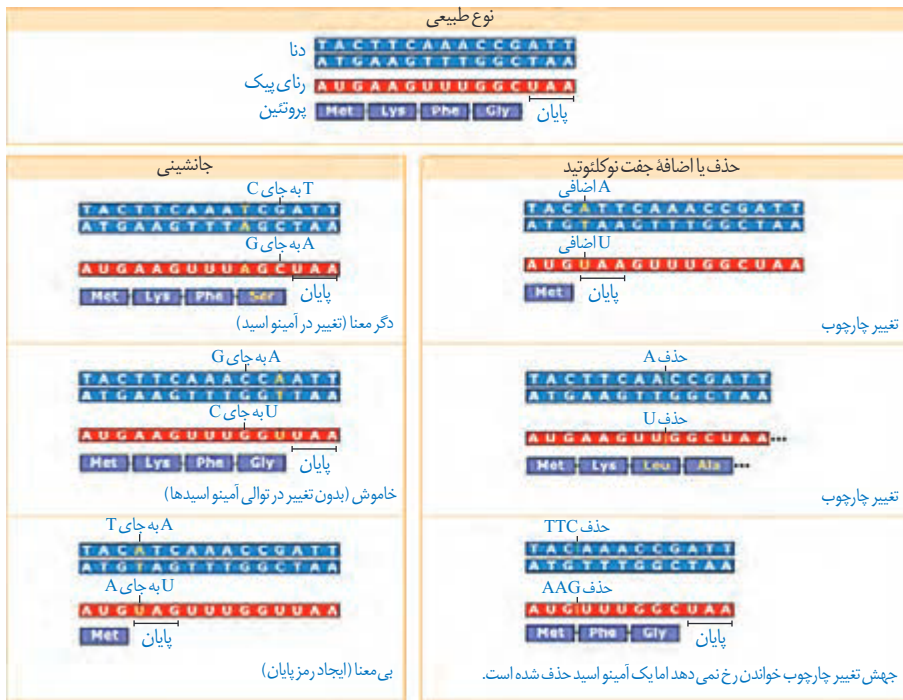 نوع طبیعی
دنا
T A C T T C A A A C C G A T T
A T G A A G T T T G G C T A A
رنای پیک
A U G A A G U U U G G C U A A
پروتئین
Met Lys Phe Gly
پایان
حذف یا اضافهٔ جفت نوکلئوتید
A اضافی
T A C A T T C A A A C C G A T T
A T G T A A G T T T G G C T A A
U اضافی
A U G U A A G U U U G G C U A A
Met
پایان
تغییر چارچوب
حذف A
T A C T T C A A C C G A T T
A T G A A G T T G G C T A A
حذف U
A U G A A G U U G G C U A A ...
Met Lys Leu Ala ...
تغییر چارچوب
حذف TTC
T A C A A A C C G A T T
A T G T T T G G C T A A
حذف AAG
A U G U U U G G C U A A
Met Phe Gly
پایان
جهش تغییر چارچوب خواندن رخ نمی دهد اما یک آمینو اسید حذف شده است.
جانشینی
T به جای C
T A C T T C A A A T C G A T T
A T G A A G T T T A G C T A A
A به جای G
A U G A A G U U U A G C U A A
Met Lys Phe Ser
پایان
دگر معنا (تغییر در آمینو اسید)
A به جای G
T A C T T C A A A C C A A T T
A T G A A G T T T G G T T A A
U به جای C
A U G A A G U U U G G U U A A
Met Lys Phe Gly
پایان
خاموش (بدون تغییر در توالی آمینو اسیدها)
A به جای T
T A C A T C A A A C C G A T T
A T G T A G T T T G G C T A A
U به جای A
A U G U A G U U U G G U U A A
Met
پایان
بی معنا (ایجاد رمز پایان)